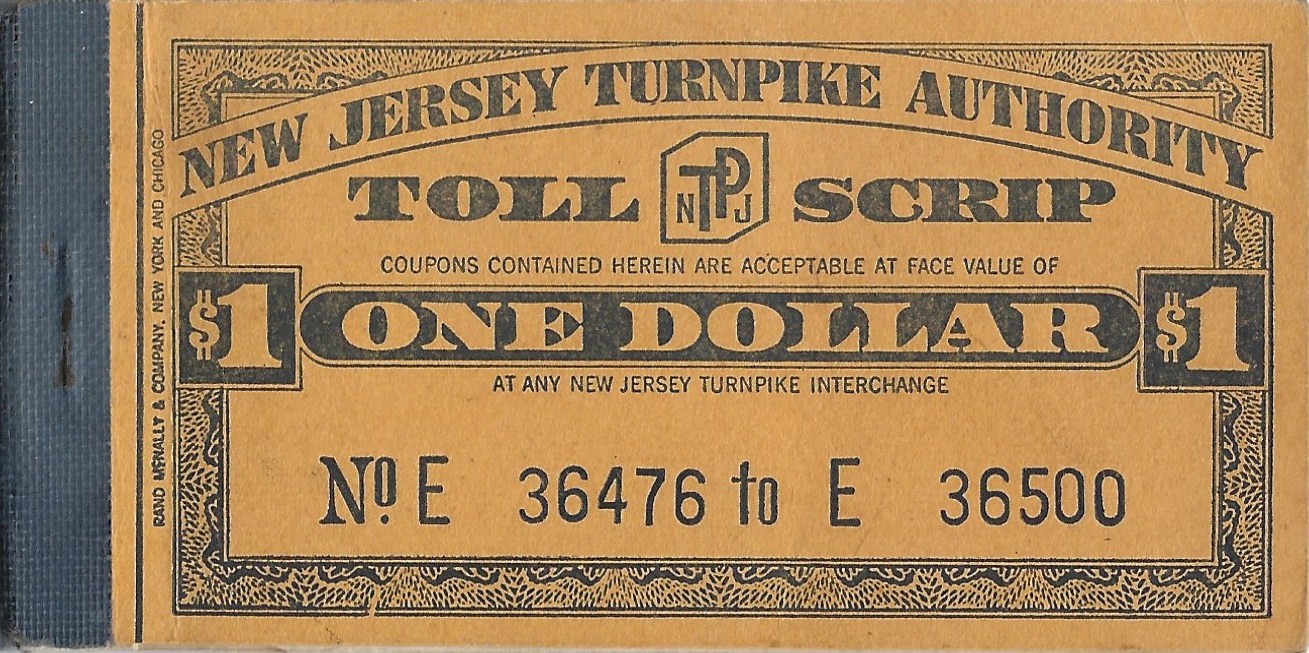 NEW JERSEY TURNPIKE AUTHORITY
TOLL NTPJ SCRIP
COUPONS CONTAINED HEREIN ARE ACCEPTABLE AT FACE VALUE OF
$1 ONE DOLLAR $1
AT ANY NEW JERSEY TURNPIKE INTERCHANGE
No. E 36476 to E 36500
RAND MCNALLY & COMPANY, NEW YORK AND CHICAGO